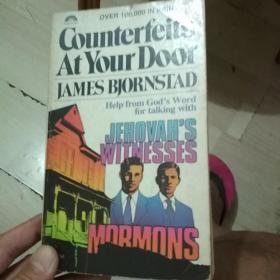 OVER 100,000 IN PRINT
Counterfeits
At Your Door
JAMES BJORNSTAD
Help from God's Word
for talking with
JEHOVAH'S
WITNESSES
MORMONS